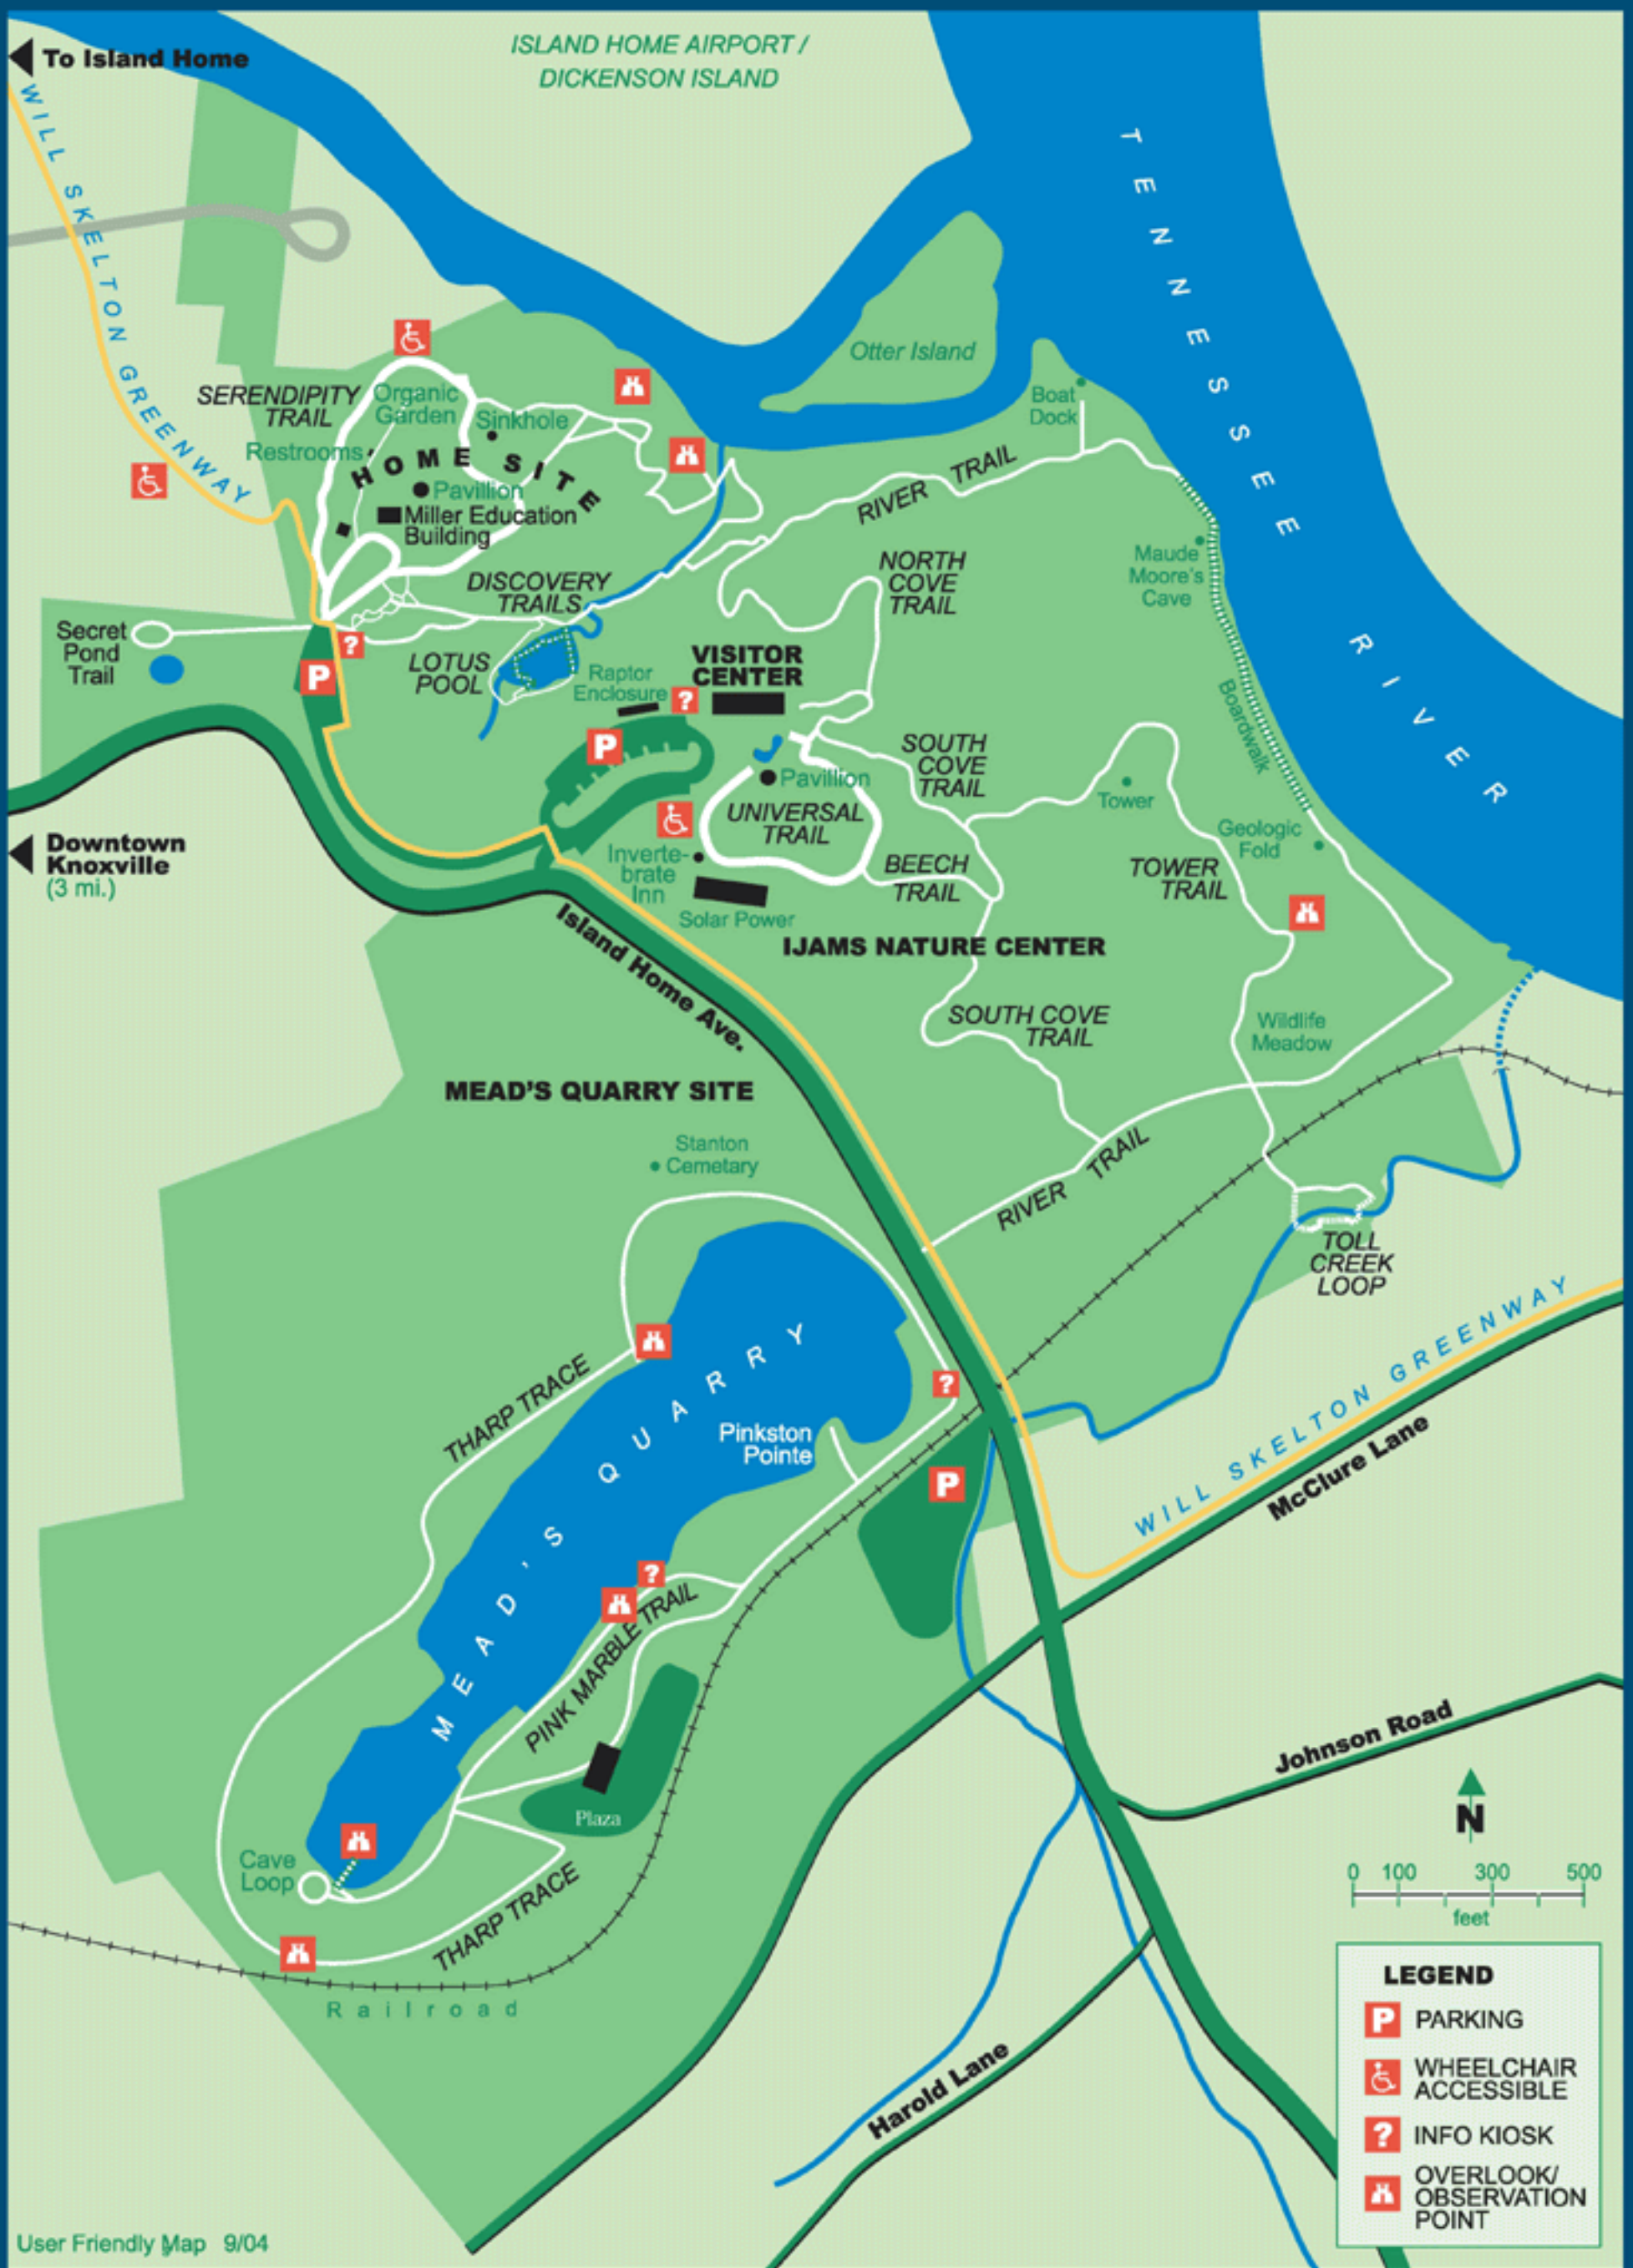 To Island Home
ISLAND HOME AIRPORT /
DICKENSON ISLAND
WILL SKELTON GREENWAY
TENNESSEE RIVER
Otter Island
Boat
Dock
SERENDIPITY
TRAIL
Organic
Garden
Sinkhole
Restrooms
HOME SITE
Pavillion
Miller Education
Building
RIVER TRAIL
NORTH
COVE
TRAIL
Maude
Moore's
Cave
DISCOVERY
TRAILS
Secret
Pond
Trail
?
P
LOTUS
POOL
VISITOR
CENTER
Raptor
Enclosure
?
P
Boardwalk
SOUTH
COVE
TRAIL
Pavillion
Tower
UNIVERSAL
TRAIL
Geologic
Fold
Downtown
Knoxville
(3 mi.)
Inverte-
brate
Inn
BEECH
TRAIL
TOWER
TRAIL
Solar Power
Island Home Ave.
IJAMS NATURE CENTER
SOUTH COVE
TRAIL
Wildlife
Meadow
MEAD'S QUARRY SITE
Stanton
Cemetary
RIVER TRAIL
TOLL
CREEK
LOOP
THARP TRACE
MEAD'S QUARRY
?
Pinkston
Pointe
P
WILL SKELTON GREENWAY
McClure Lane
?
PINK MARBLE TRAIL
Johnson Road
Plaza
N
Cave
Loop
THARP TRACE
0 100 300 500
feet
Railroad
Harold Lane
LEGEND
P PARKING
WHEELCHAIR
ACCESSIBLE
? INFO KIOSK
OVERLOOK/
OBSERVATION
POINT
User Friendly Map 9/04